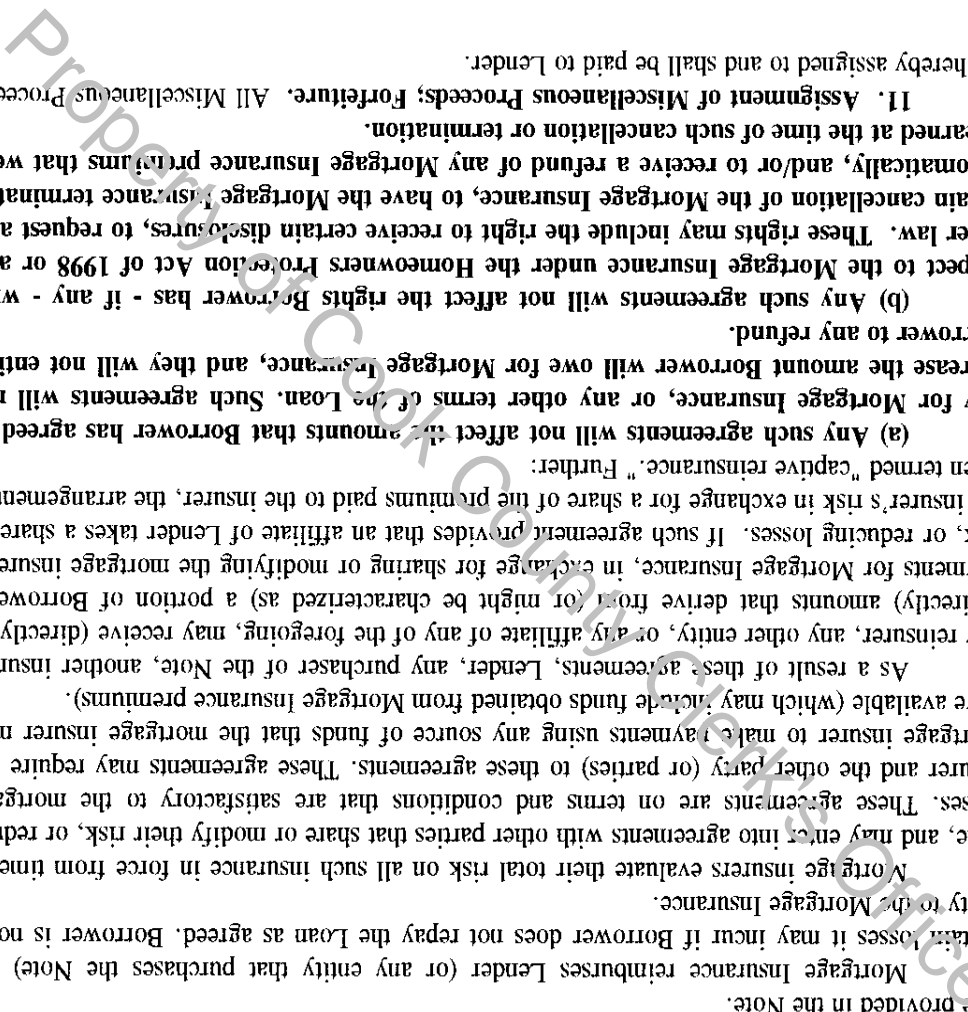 provided in the Note.
Mortgage Insurance reimburses Lender (or any entity that purchases the Note)
tain losses it may incur if Borrower does not repay the Loan as agreed. Borrower is no
ty to the Mortgage Insurance.
Mortgage insurers evaluate their total risk on all such insurance in force from time
e, and may enter into agreements with other parties that share or modify their risk, or redu
ses. These agreements are on terms and conditions that are satisfactory to the mortga
urer and the other party (or parties) to these agreements. These agreements may require
rtgage insurer to make payments using any source of funds that the mortgage insurer m
ve available (which may include funds obtained from Mortgage Insurance premiums).
As a result of these agreements, Lender, any purchaser of the Note, another insur
reinsurer, any other entity, or any affiliate of any of the foregoing, may receive (directly
irectly) amounts that derive from (or might be characterized as) a portion of Borrowe
ments for Mortgage Insurance, in exchange for sharing or modifying the mortgage insure
, or reducing losses. If such agreement provides that an affiliate of Lender takes a share
insurer's risk in exchange for a share of the premiums paid to the insurer, the arrangemen
en termed "captive reinsurance." Further:
(a) Any such agreements will not affect the amounts that Borrower has agreed
for Mortgage Insurance, or any other terms of the Loan. Such agreements will n
rease the amount Borrower will owe for Mortgage Insurance, and they will not enti
rrower to any refund.
(b) Any such agreements will not affect the rights Borrower has - if any - w
pect to the Mortgage Insurance under the Homeowners Protection Act of 1998 or a
er law. These rights may include the right to receive certain disclosures, to request a
ain cancellation of the Mortgage Insurance, to have the Mortgage Insurance terminat
omatically, and/or to receive a refund of any Mortgage Insurance premiums that we
earned at the time of such cancellation or termination.
11. Assignment of Miscellaneous Proceeds; Forfeiture. All Miscellaneous Procee
hereby assigned to and shall be paid to Lender.
Property of Cook County Clerk's Office